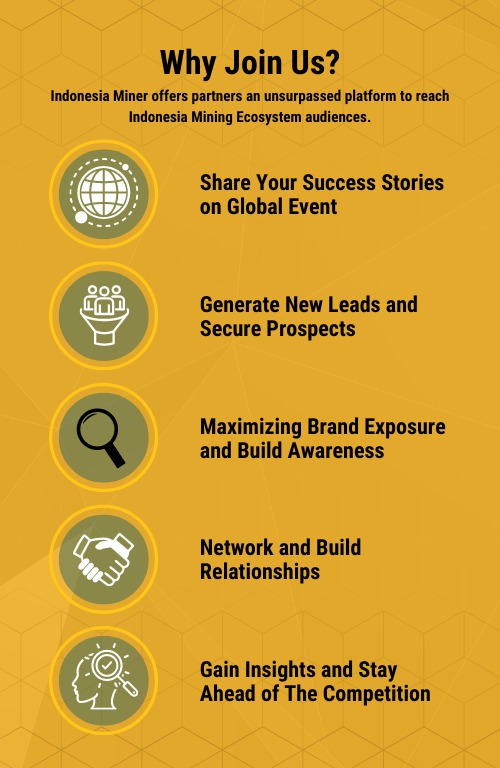 Why Join Us?
Indonesia Miner offers partners an unsurpassed platform to reach
Indonesia Mining Ecosystem audiences.
Share Your Success Stories
on Global Event
Generate New Leads and
Secure Prospects
Maximizing Brand Exposure
and Build Awareness
Network and Build
Relationships
Gain Insights and Stay
Ahead of The Competition